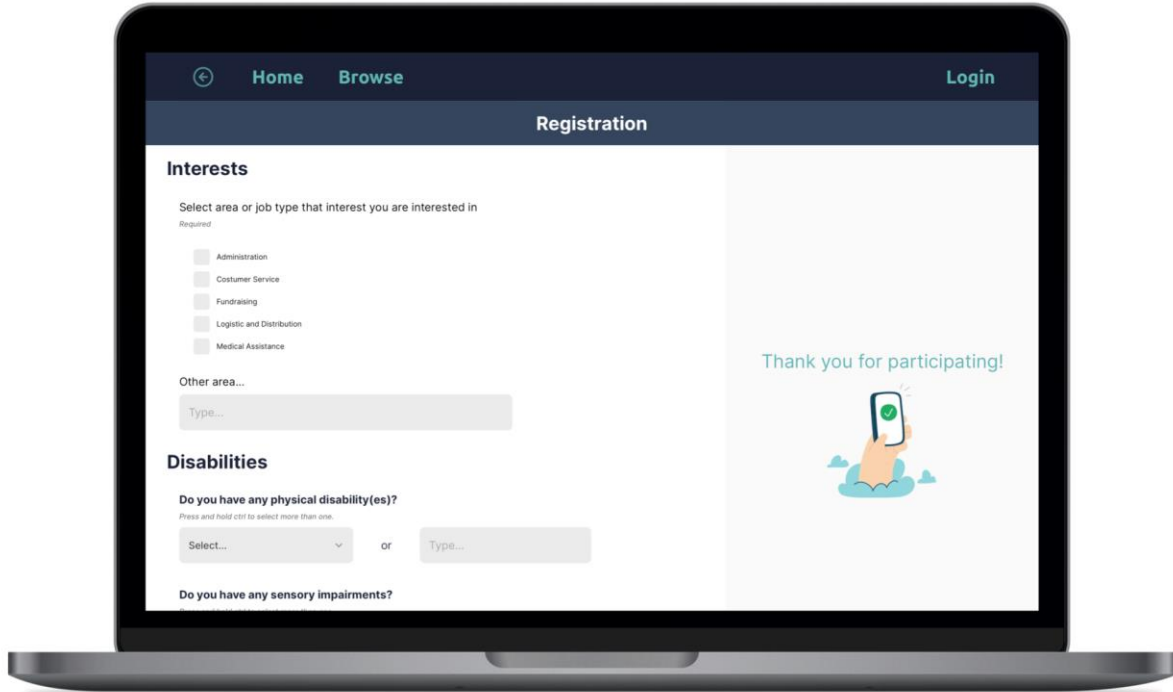 Home Browse Login
Registration
Interests
Select area or job type that interest you are interested in
Required
Administration
Costumer Service
Fundraising
Logistic and Distribution
Medical Assistance
Other area...
Type...
Thank you for participating!
Disabilities
Do you have any physical disability(es)?
Press and hold ctrl to select more than one.
Select... or Type...
Do you have any sensory impairments?